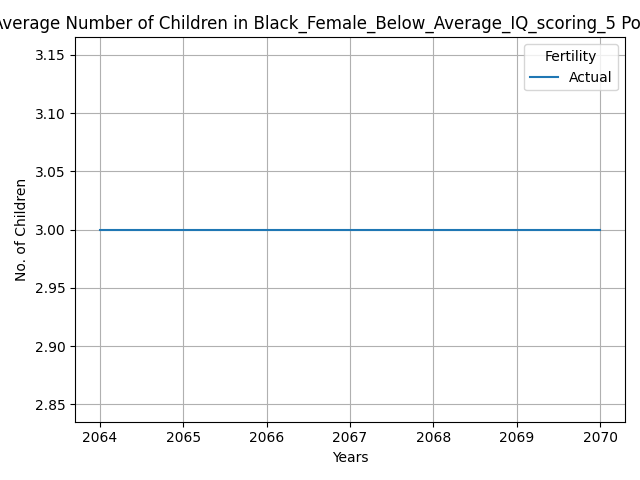 Average Number of Children in Black_Female_Below_Average_IQ_scoring_5 Po
Fertility
Actual
3.15
3.10
3.05
3.00
2.95
2.90
2.85
No. of Children
2064 2065 2066 2067 2068 2069 2070
Years